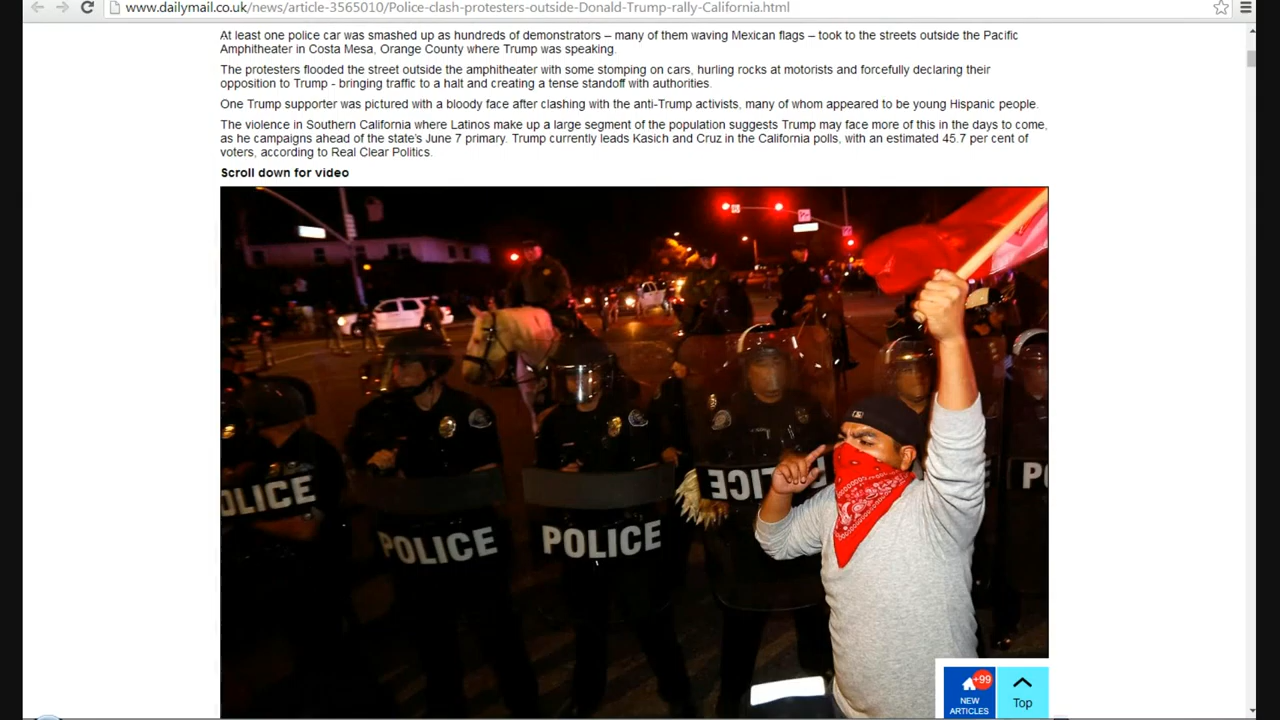 www.dailymail.co.uk/news/article-3565010/Police-clash-protesters-outside-Donald-Trump-rally-California.html
At least one police car was smashed up as hundreds of demonstrators – many of them waving Mexican flags – took to the streets outside the Pacific
Amphitheater in Costa Mesa, Orange County where Trump was speaking.
The protesters flooded the street outside the amphitheater with some stomping on cars, hurling rocks at motorists and forcefully declaring their
opposition to Trump - bringing traffic to a halt and creating a tense standoff with authorities.
One Trump supporter was pictured with a bloody face after clashing with the anti-Trump activists, many of whom appeared to be young Hispanic people.
The violence in Southern California where Latinos make up a large segment of the population suggests Trump may face more of this in the days to come,
as he campaigns ahead of the state's June 7 primary. Trump currently leads Kasich and Cruz in the California polls, with an estimated 45.7 per cent of
voters, according to Real Clear Politics.
Scroll down for video
OLICE
POLICE
POLICE
POLICE
PO
+99
NEW
ARTICLES
Top